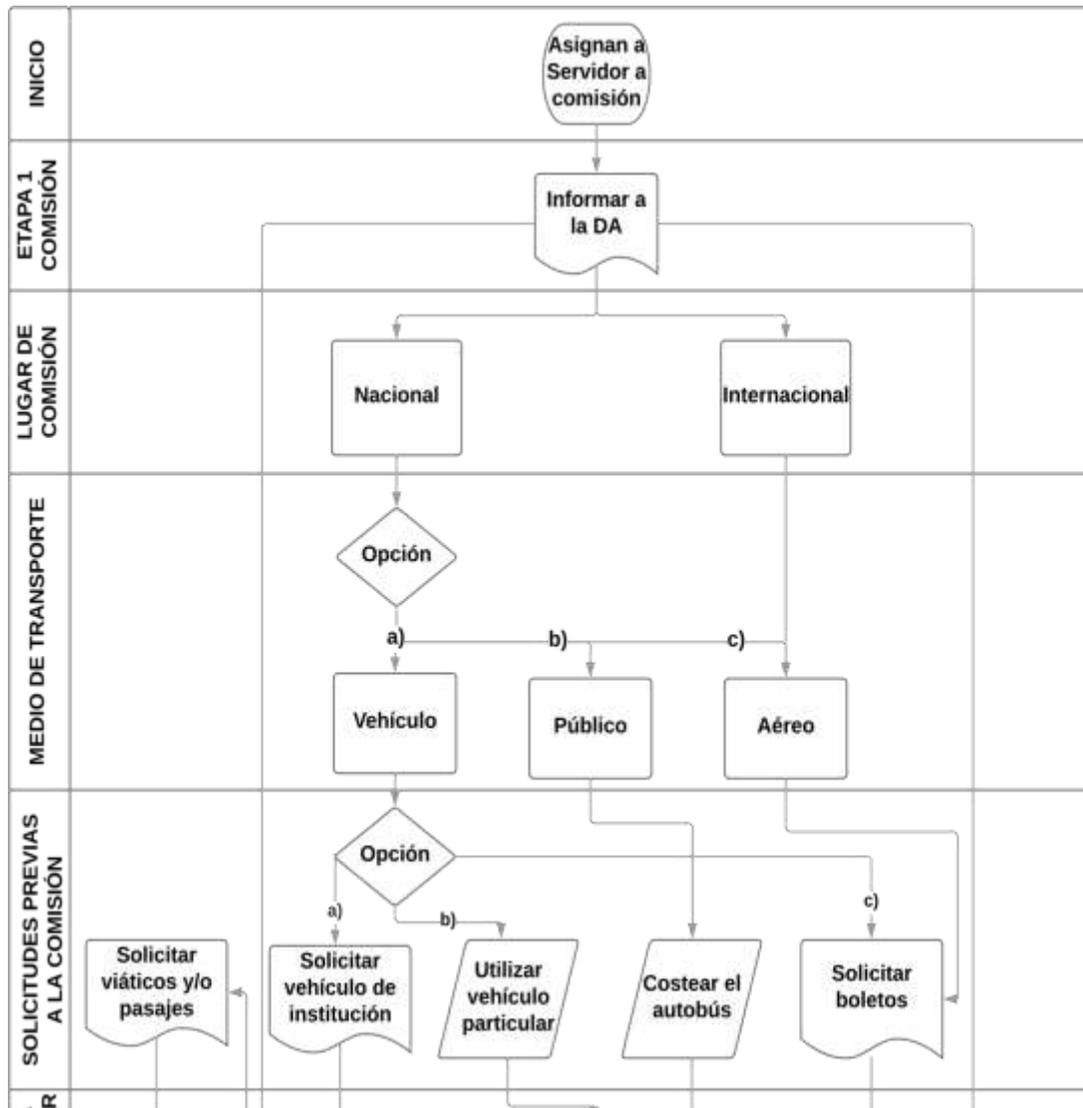 INICIO
Asignan a
Servidor a
comisión
ETAPA 1
COMISIÓN
Informar a
la DA
LUGAR DE
COMISIÓN
Nacional
Internacional
MEDIO DE TRANSPORTE
Opción
a)
b)
c)
Vehículo
Público
Aéreo
SOLICITUDES PREVIAS
A LA COMISIÓN
Opción
a)
b)
c)
Solicitar
viáticos y/o
pasajes
Solicitar
vehículo de
institución
Utilizar
vehículo
particular
Costear el
autobús
Solicitar
boletos